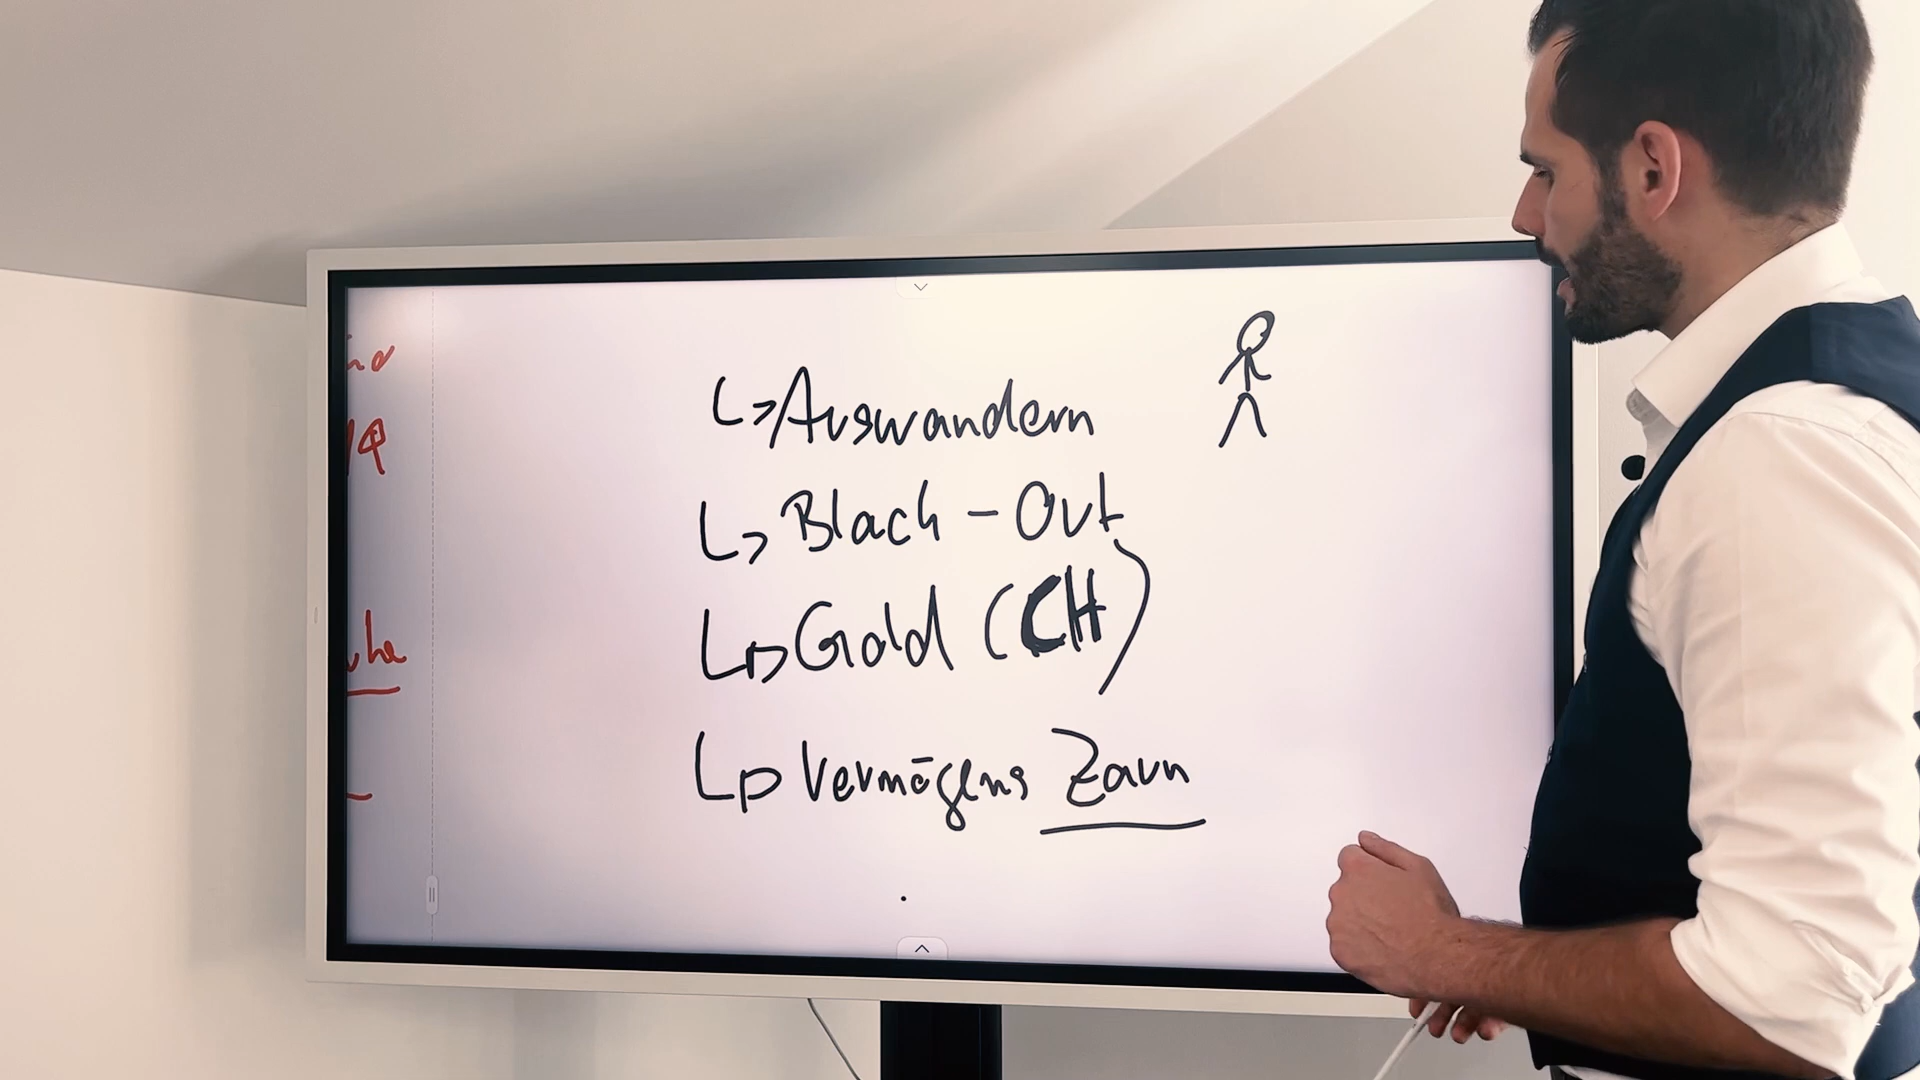 ↳ Auswandern
↳ Black-Out
↳ Gold (CH)
↳ Vermögens Zaun